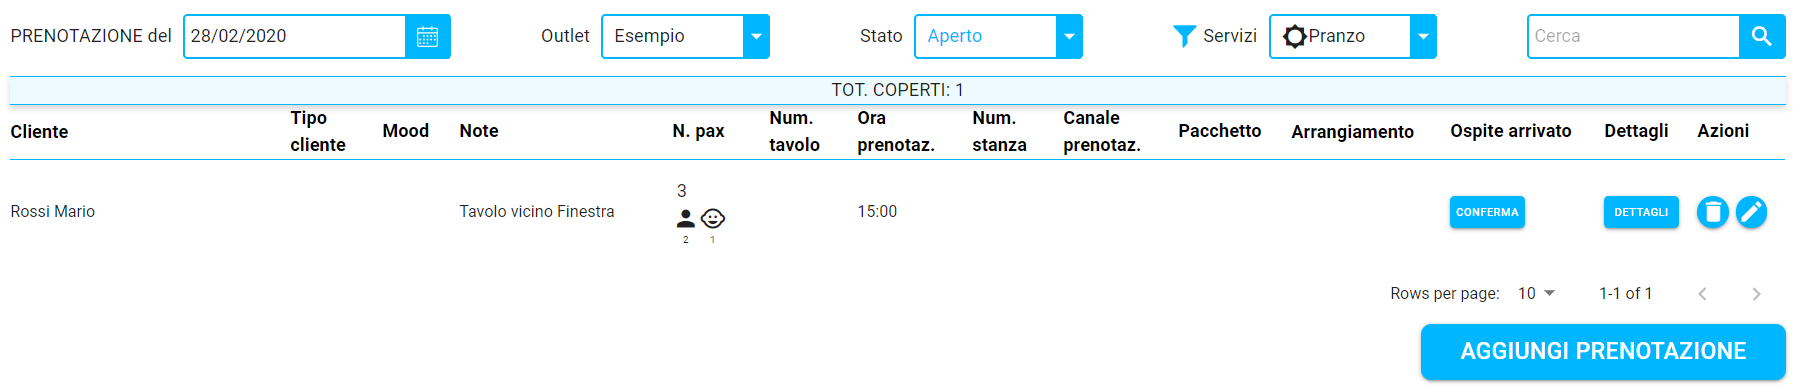 PRENOTAZIONE del 28/02/2020 Outlet Esempio Stato Aperto Servizi Pranzo Cerca
TOT. COPERTI: 1
Cliente Tipo cliente Mood Note N. pax Num. tavolo Ora prenotaz. Num. stanza Canale prenotaz. Pacchetto Arrangiamento Ospite arrivato Dettagli Azioni
3
Rossi Mario Tavolo vicino Finestra 15:00 CONFERMA DETTAGLI
2 1
Rows per page: 10 1-1 of 1
AGGIUNGI PRENOTAZIONE